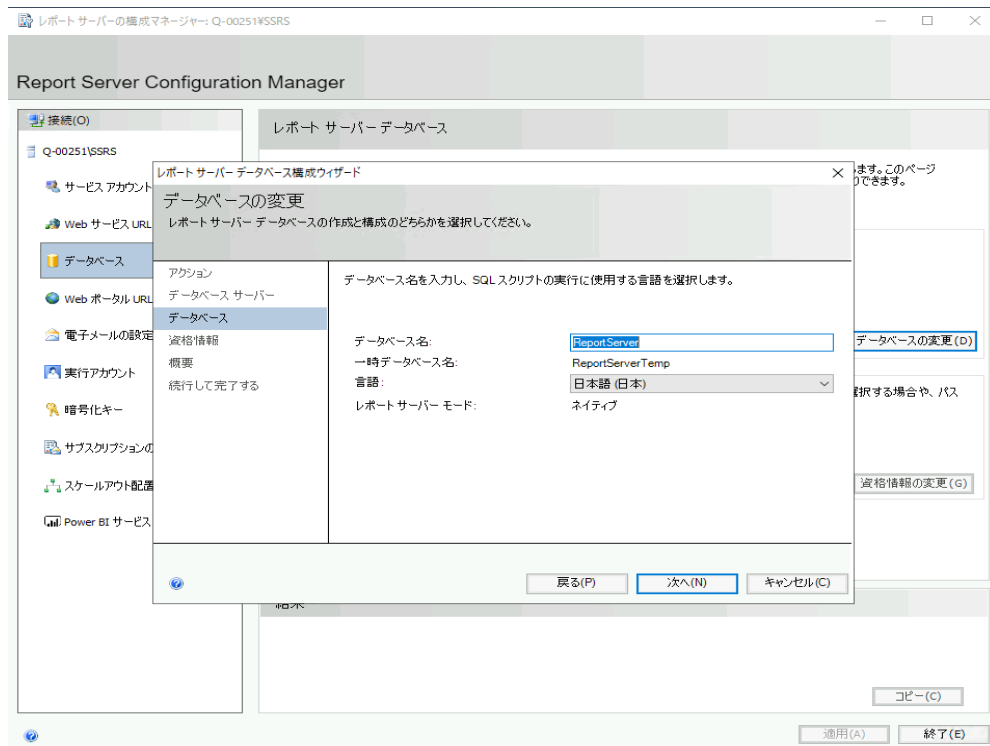 レポート サーバーの構成マネージャー: Q-00251¥SSRS
Report Server Configuration Manager
接続(O)
Q-00251\SSRS
サービス アカウント
Web サービス URL
データベース
Web ポータル URL
電子メールの設定
実行アカウント
暗号化キー
サブスクリプションの
スケールアウト配置
Power BI サービス
レポート サーバー データベース
ます。このページ
できます。
データベースの変更(D)
択する場合や、パス
資格情報の変更(G)
レポート サーバー データベース構成ウィザード
データベースの変更
レポート サーバー データベースの作成と構成のどちらかを選択してください。
アクション
データベース サーバー
データベース
資格情報
概要
続行して完了する
データベース名を入力し、SQL スクリプトの実行に使用する言語を選択します。
データベース名: ReportServer
一時データベース名: ReportServerTemp
言語: 日本語 (日本)
レポート サーバー モード: ネイティブ
戻る(P) 次へ(N) キャンセル(C)
結果
コピー(C)
適用(A) 終了(E)